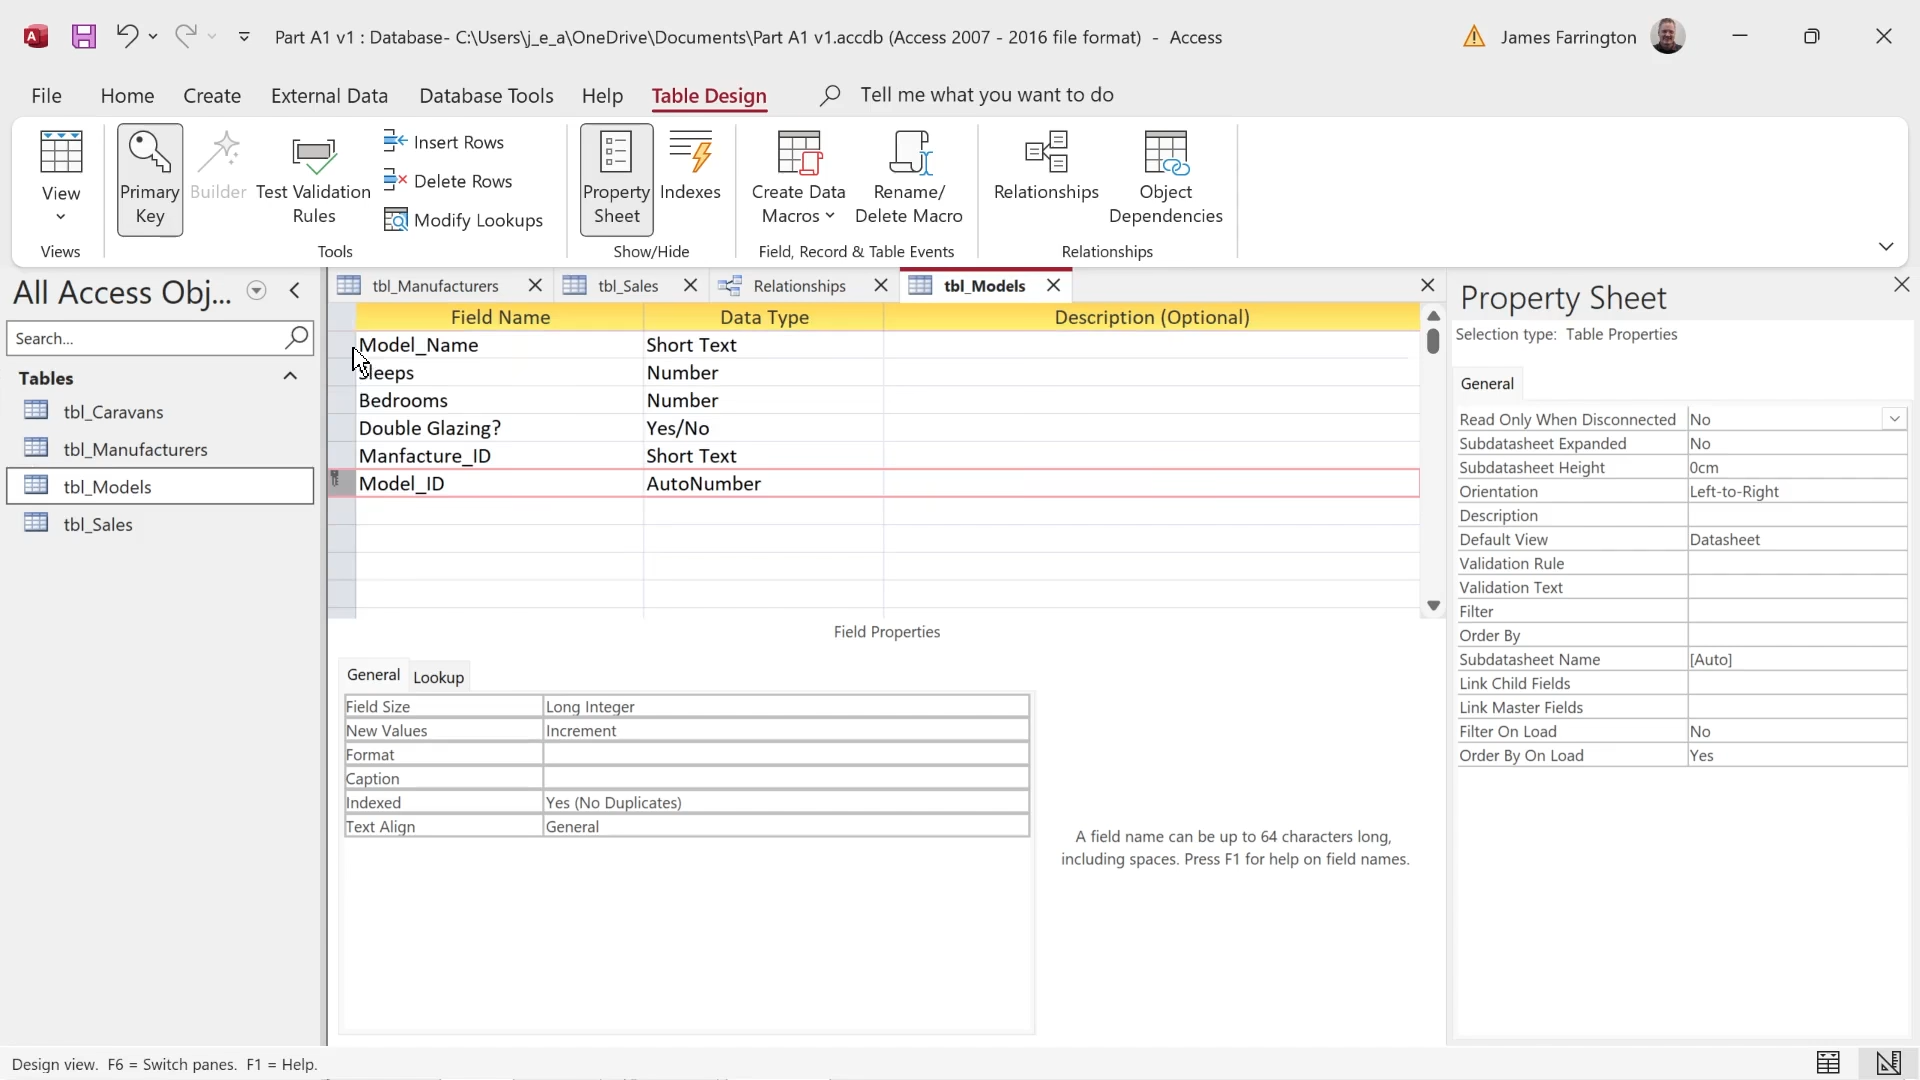 Part A1 v1 : Database- C:\Users\j_e_a\OneDrive\Documents\Part A1 v1.accdb (Access 2007 - 2016 file format) - Access
James Farrington
File
Home
Create
External Data
Database Tools
Help
Table Design
Tell me what you want to do
View
Views
Primary
Key
Builder
Test Validation
Rules
Insert Rows
Delete Rows
Modify Lookups
Tools
Property
Sheet
Indexes
Show/Hide
Create Data
Macros
Rename/
Delete Macro
Field, Record & Table Events
Relationships
Object
Dependencies
Relationships
All Access Obj...
Search...
Tables
tbl_Caravans
tbl_Manufacturers
tbl_Models
tbl_Sales
tbl_Manufacturers
tbl_Sales
Relationships
tbl_Models
Field Name Data Type Description (Optional)
Model_Name Short Text
Sleeps Number
Bedrooms Number
Double Glazing? Yes/No
Manfacture_ID Short Text
Model_ID AutoNumber
Field Properties
General
Lookup
Field Size Long Integer
New Values Increment
Format
Caption
Indexed Yes (No Duplicates)
Text Align General
A field name can be up to 64 characters long,
including spaces. Press F1 for help on field names.
Property Sheet
Selection type: Table Properties
General
Read Only When Disconnected No
Subdatasheet Expanded No
Subdatasheet Height 0cm
Orientation Left-to-Right
Description
Default View Datasheet
Validation Rule
Validation Text
Filter
Order By
Subdatasheet Name [Auto]
Link Child Fields
Link Master Fields
Filter On Load No
Order By On Load Yes
Design view. F6 = Switch panes. F1 = Help.